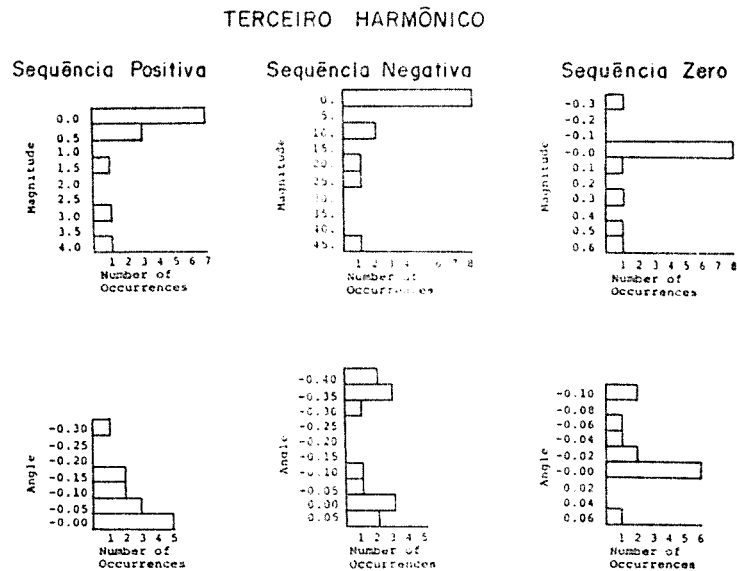 TERCEIRO HARMÔNICO
Sequência Positiva
Magnitude
0.0
0.5
1.0
1.5
2.0
3.0
4.0
1 2 3 4 5 6 7
Number of
Occurrences
Sequência Negativa
Magnitude
0.
5.
10.
15.
20.
25.
30.
35.
40.
45.
1 2 3 4 6 7 8
Number of
Occurrences
Sequência Zero
Magnitude
-0.3
-0.2
-0.1
-0.0
0.1
0.2
0.3
0.4
0.5
0.6
1 2 3 4 5 6 7 8
Number of
Occurrences
Angle
-0.30
-0.25
-0.20
-0.15
-0.10
-0.05
-0.00
1 2 3 4 5
Number of
Occurrences
Angle
-0.40
-0.35
-0.30
-0.25
-0.20
-0.15
-0.10
-0.05
0.00
0.05
1 2 3 4 5
Number of
Occurrences
Angle
-0.10
-0.08
-0.06
-0.04
-0.02
-0.00
0.02
0.04
0.06
1 2 3 4 5 6
Number of
Occurrences